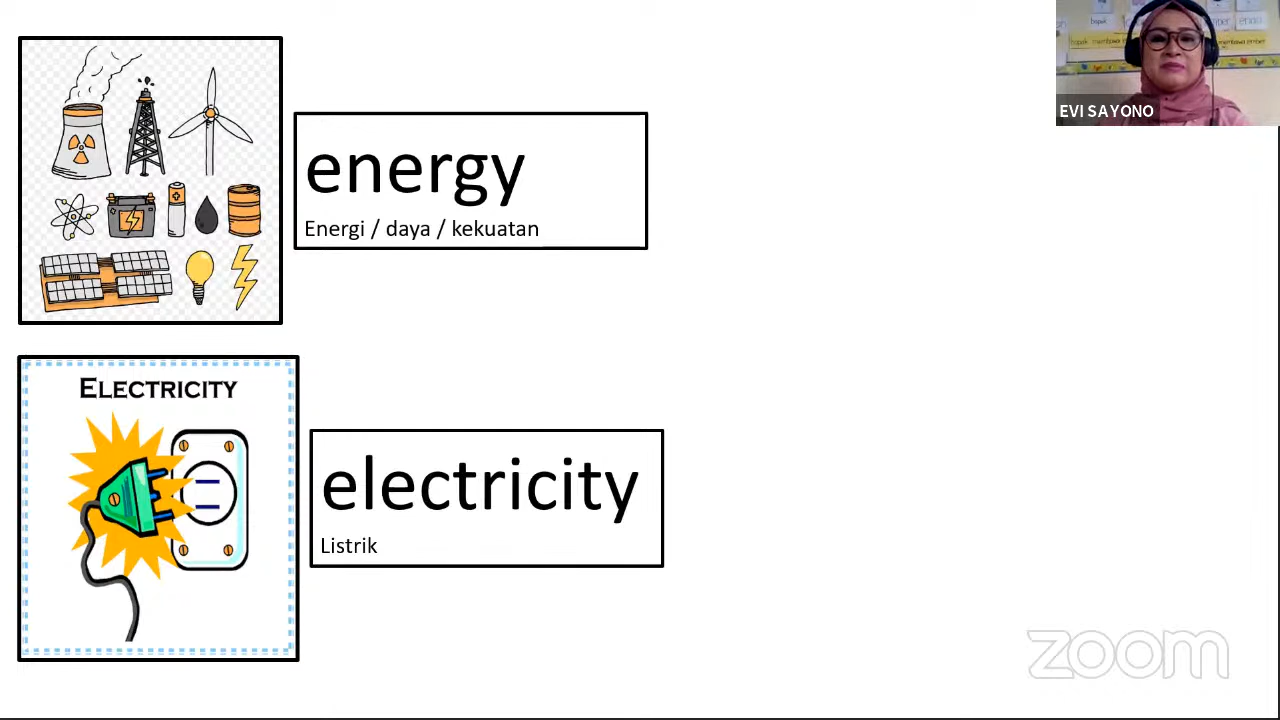 energy
Energi / daya / kekuatan
ELECTRICITY
electricity
Listrik
EVI SAYONO
zoom